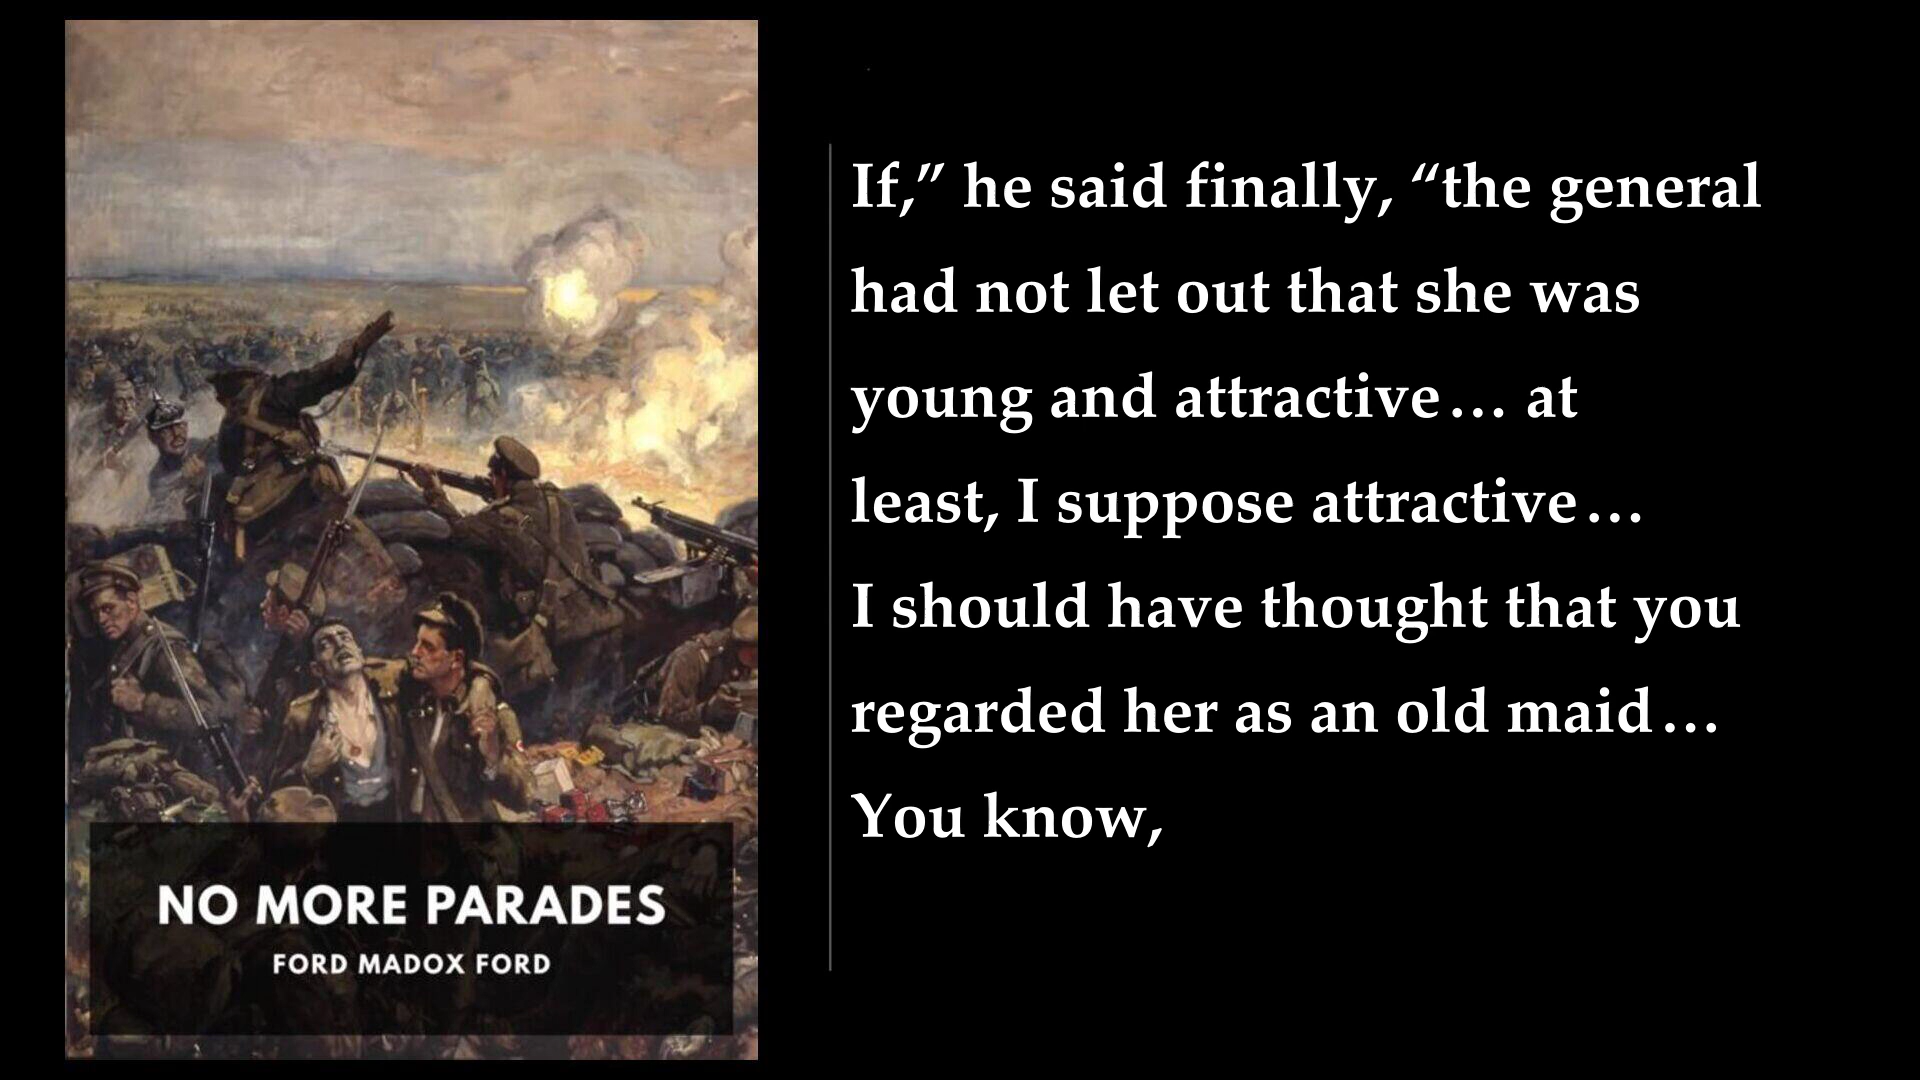 NO MORE PARADES
FORD MADOX FORD
If,” he said finally, “the general
had not let out that she was
young and attractive… at
least, I suppose attractive…
I should have thought that you
regarded her as an old maid…
You know,